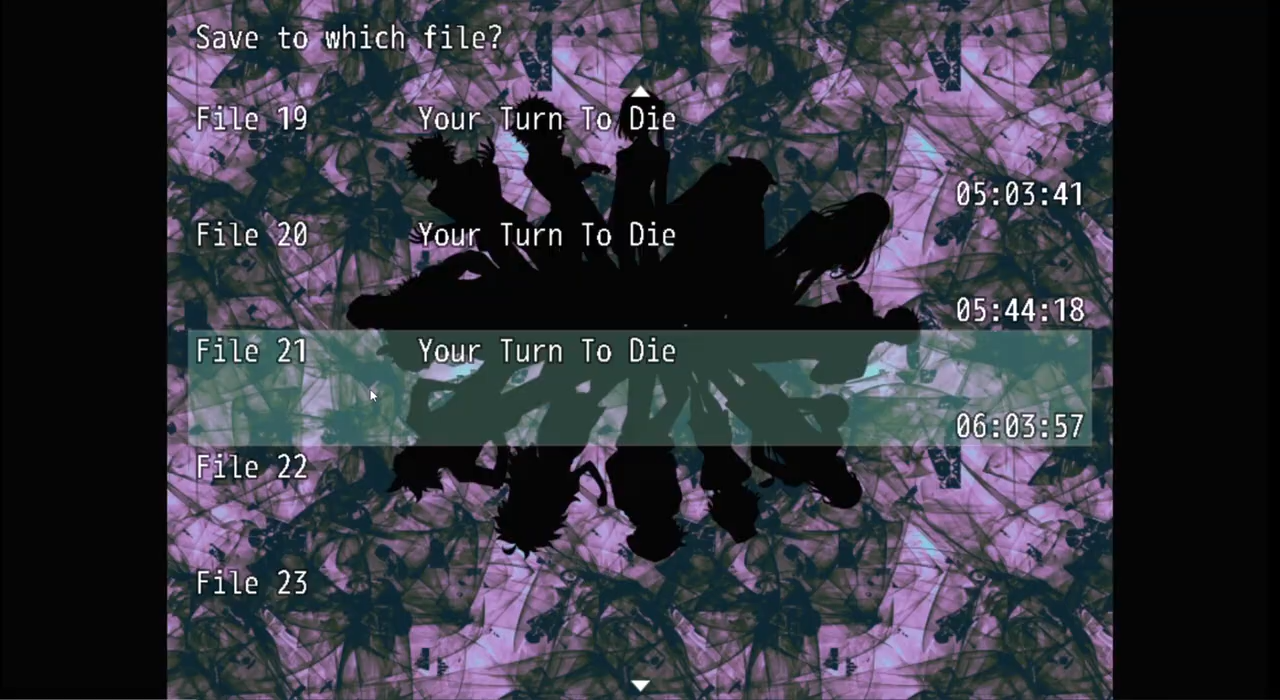 Save to which file?
File 19 Your Turn To Die
05:03:41
File 20 Your Turn To Die
05:44:18
File 21 Your Turn To Die
06:03:57
File 22
File 23